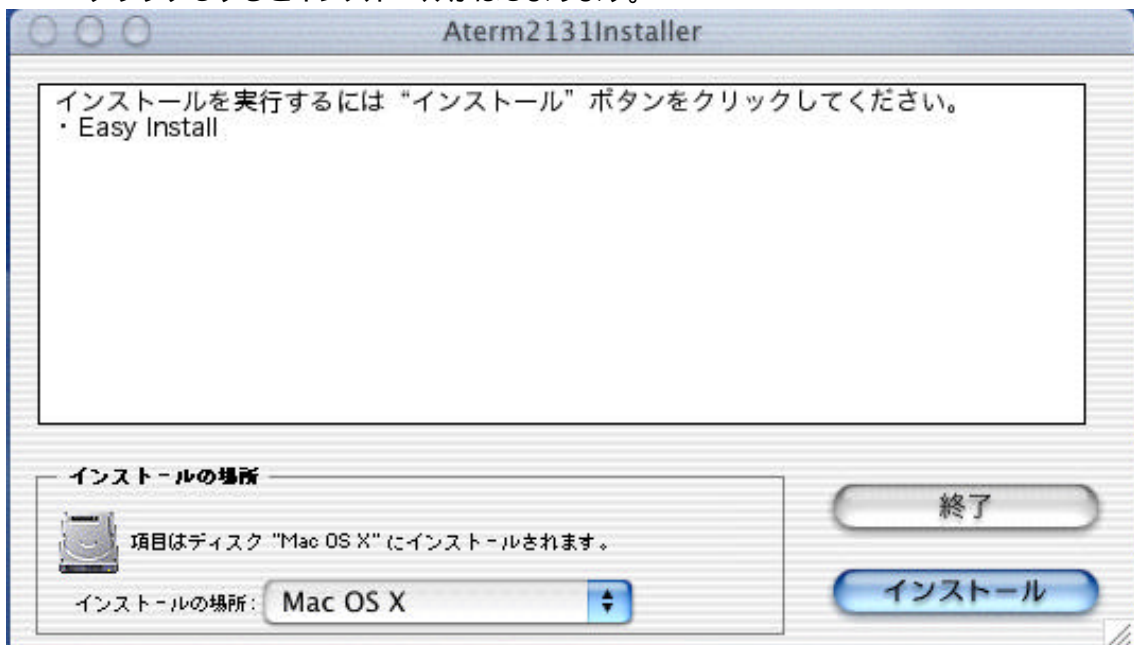 Aterm2131Installer
インストールを実行するには “インストール” ボタンをクリックしてください。
・Easy Install
インストールの場所
項目はディスク "Mac OS X" にインストールされます。
インストールの場所： Mac OS X
終了
インストール